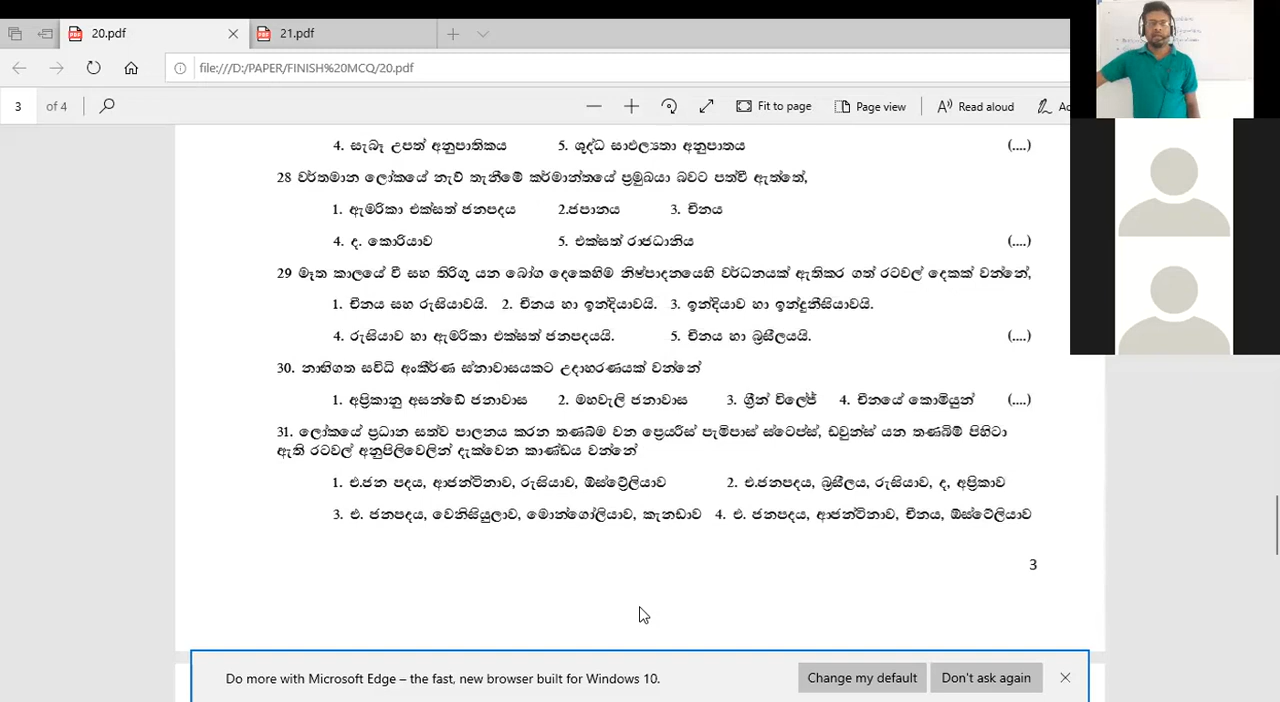 20.pdf 21.pdf
file:///D:/PAPER/FINISH%20MCQ/20.pdf
3 of 4 Fit to page Page view Read aloud
4. සැබෑ උපත් අනුපාතිකය 5. ශුද්ධ සාඵල්‍යතා අනුපාතය (....)
28 වර්තමාන ලෝකයේ නැව් තැනීමේ කර්මාන්තයේ ප්‍රමුඛයා බවට පත්වී ඇත්තේ,
1. ඇමරිකා එක්සත් ජනපදය 2.ජපානය 3. චීනය
4. ද. කොරියාව 5. එක්සත් රාජධානිය (....)
29 මෑත කාලයේ වී සහ තිරිගු යන බෝග දෙකෙහිම නිෂ්පාදනයෙහි වර්ධනයක් ඇතිකර ගත් රටවල් දෙකක් වන්නේ,
1. චීනය සහ රුසියාවයි. 2. චීනය හා ඉන්දියාවයි. 3. ඉන්දියාව හා ඉන්දුනීසියාවයි.
4. රුසියාව හා ඇමරිකා එක්සත් ජනපදයයි. 5. චීනය හා බ්‍රසීලයයි. (....)
30. නාභිගත සවිධි අංකීර්ණ ස්නාවාසයකට උදාහරණයක් වන්නේ
1. අප්‍රිකානු අසන්ඩේ ජනාවාස 2. මහවැලි ජනාවාස 3. ග්‍රීන් විලේජ් 4. චීනයේ කොමියුන් (....)
31. ලෝකයේ ප්‍රධාන සත්ව පාලනය කරන තණබිම වන ප්‍රෙයරීස් පැම්පාස් ස්ටෙප්ස්, ඩවුන්ස් යන තණබිම් පිහිටා
ඇති රටවල් අනුපිලිවෙලින් දැක්වෙන කාණ්ඩය වන්නේ
1. එ.ජන පදය, ආජන්ටිනාව, රුසියාව, ඕස්ට්‍රේලියාව 2. එ.ජනපදය, බ්‍රසීලය, රුසියාව, ද, අප්‍රිකාව
3. එ. ජනපදය, වෙනිසියුලාව, මොන්ගෝලියාව, කැනඩාව 4. එ. ජනපදය, ආජන්ටිනාව, චීනය, ඕස්ටේලියාව
3
Do more with Microsoft Edge – the fast, new browser built for Windows 10. Change my default Don't ask again